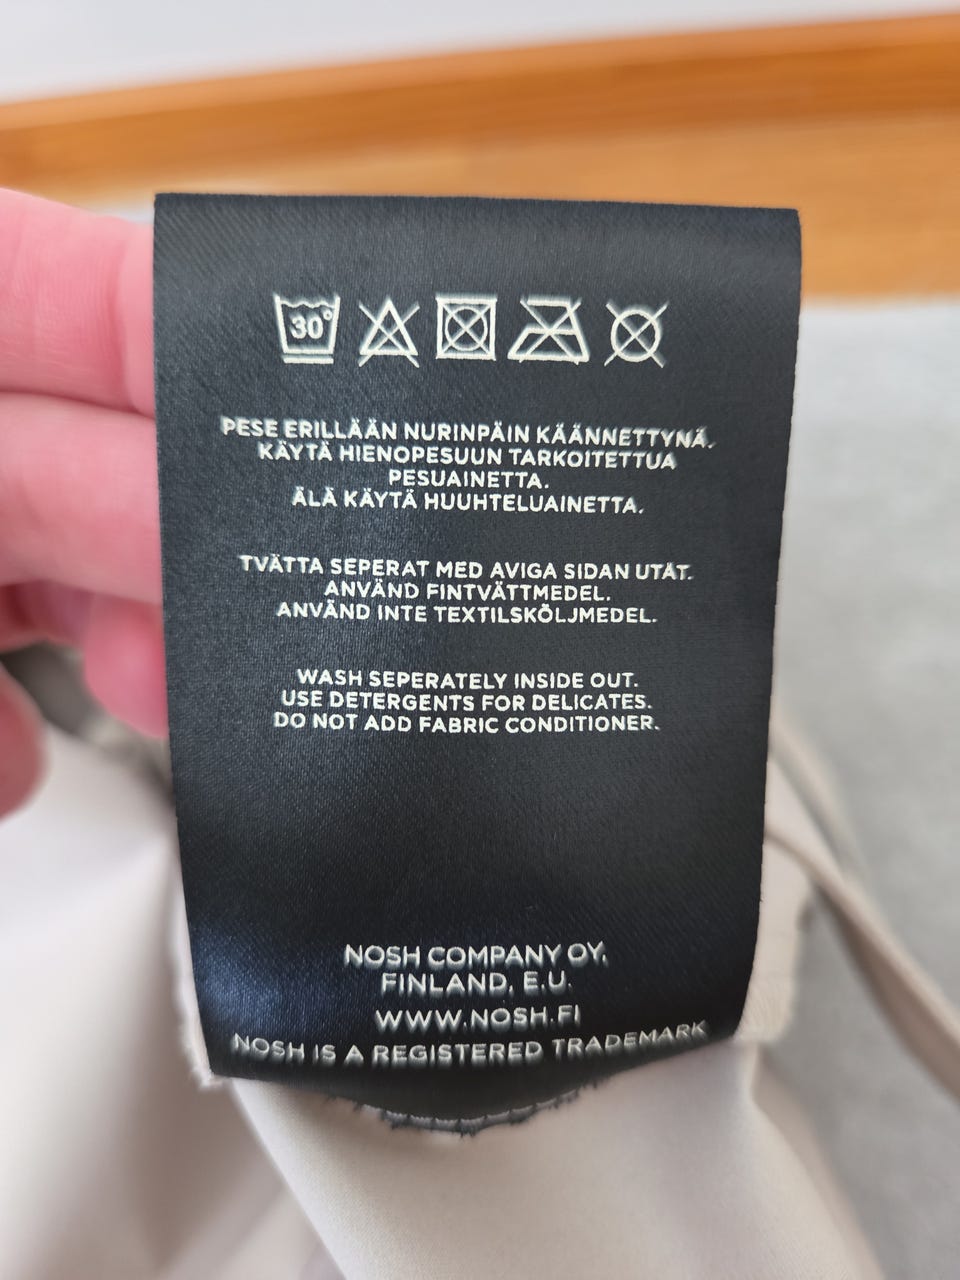 30°
PESE ERILLÄÄN NURINPÄIN KÄÄNNETTYNÄ.
KÄYTÄ HIENOPESUUN TARKOITETTUA
PESUAINETTA.
ÄLÄ KÄYTÄ HUUHTELUAINETTA.
TVÄTTA SEPERAT MED AVIGA SIDAN UTÅT.
ANVÄND FINTVÄTTMEDEL.
ANVÄND INTE TEXTILSKÖLJMEDEL.
WASH SEPERATELY INSIDE OUT.
USE DETERGENTS FOR DELICATES.
DO NOT ADD FABRIC CONDITIONER.
NOSH COMPANY OY,
FINLAND, E.U.
WWW.NOSH.FI
NOSH IS A REGISTERED TRADEMARK